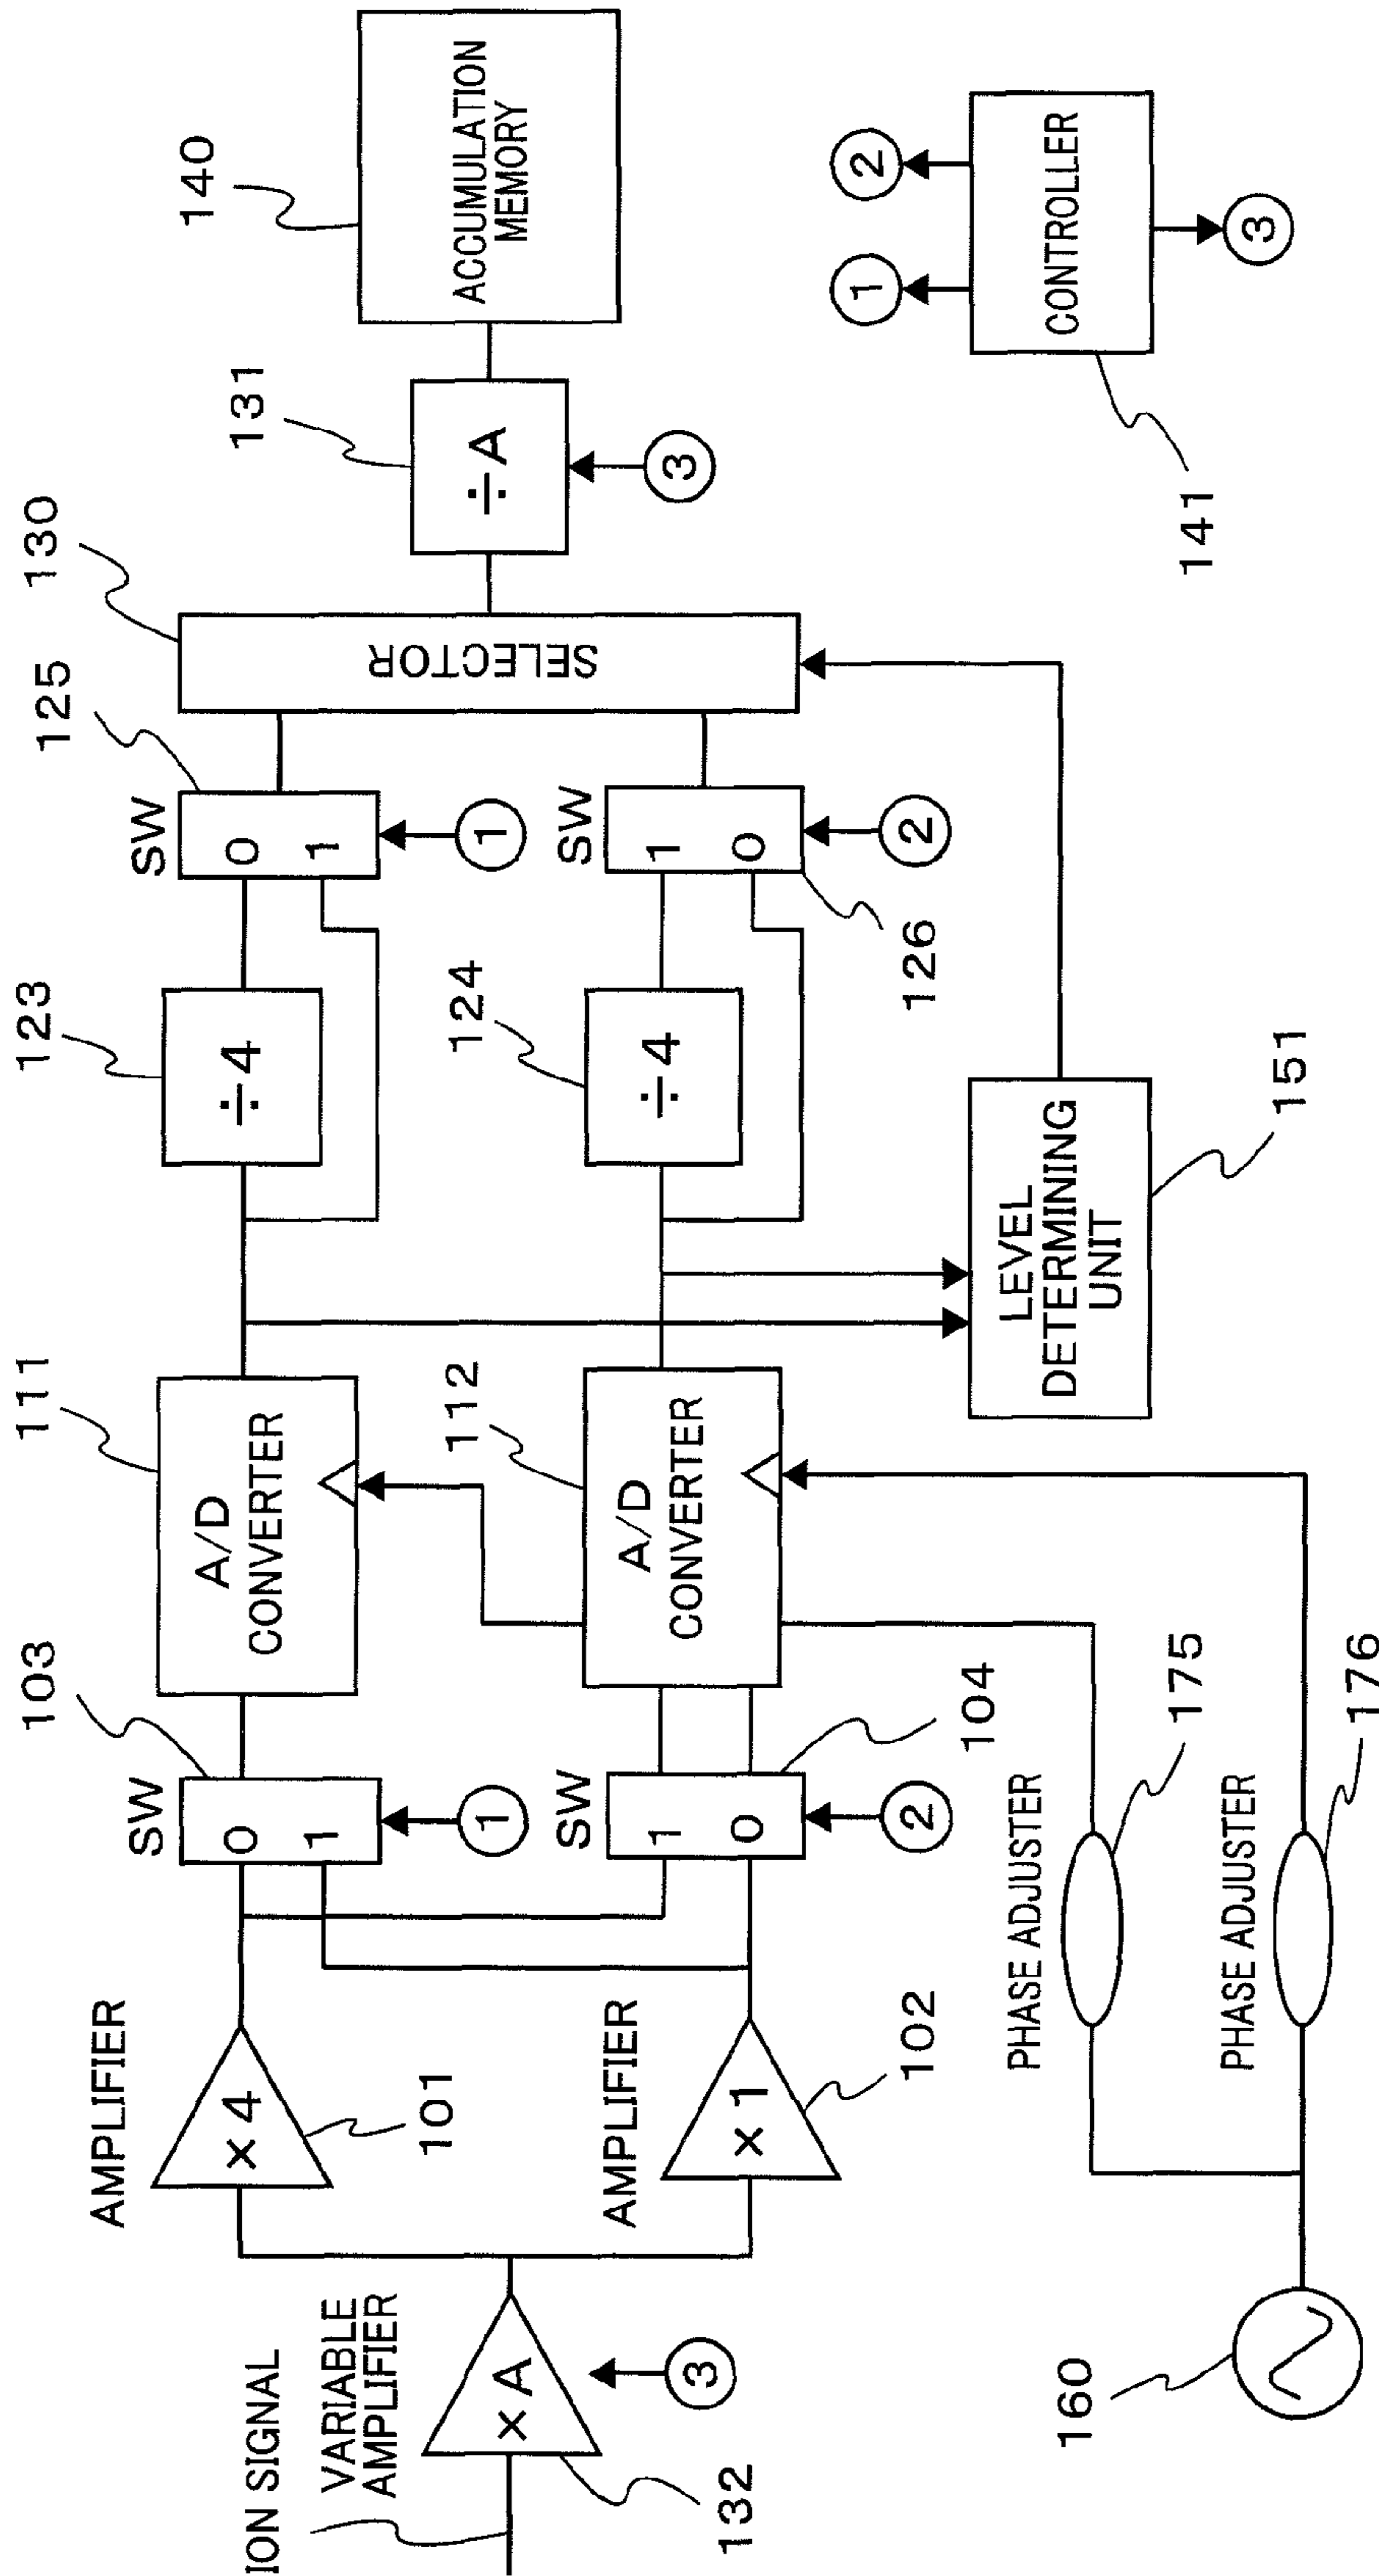 ION SIGNAL
VARIABLE
AMPLIFIER
× A
132
3
AMPLIFIER
× 4
101
AMPLIFIER
× 1
102
SW
0
1
103
1
SW
1
0
104
2
A/D
CONVERTER
111
A/D
CONVERTER
112
160
PHASE ADJUSTER
175
PHASE ADJUSTER
176
÷4
123
÷4
124
LEVEL
DETERMINING
UNIT
151
SW
0
1
125
1
SW
1
0
126
2
SELECTOR
130
÷A
131
3
ACCUMULATION
MEMORY
140
CONTROLLER
141
1
2
3